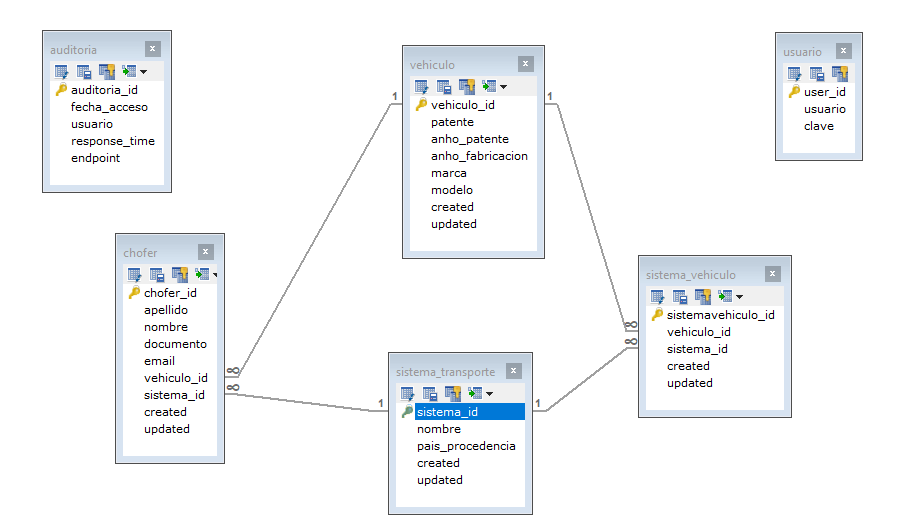 auditoria
auditoria_id
fecha_acceso
usuario
response_time
endpoint
vehiculo
vehiculo_id
patente
anho_patente
anho_fabricacion
marca
modelo
created
updated
usuario
user_id
usuario
clave
chofer
chofer_id
apellido
nombre
documento
email
vehiculo_id
sistema_id
created
updated
sistema_transporte
sistema_id
nombre
pais_procedencia
created
updated
sistema_vehiculo
sistemavehiculo_id
vehiculo_id
sistema_id
created
updated
1
1
1
1
∞
∞
∞
∞